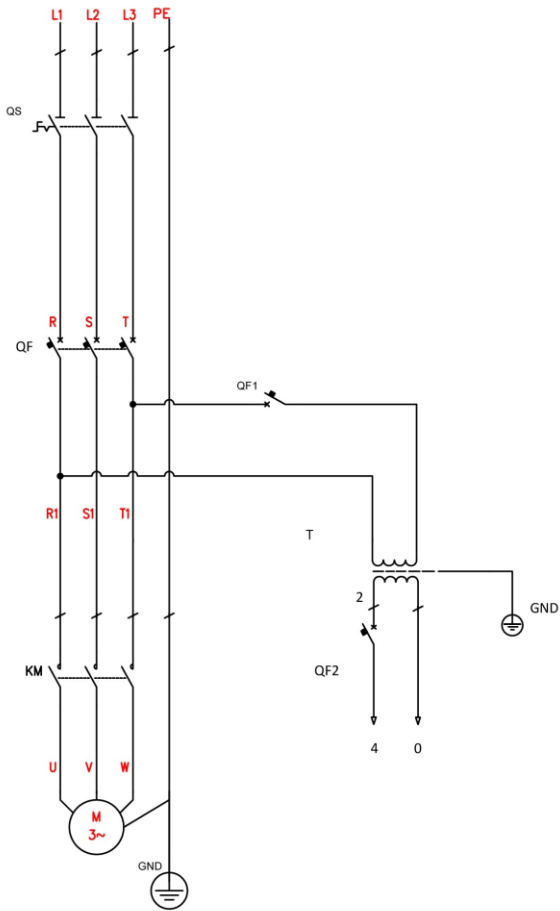 L1 L2 L3 PE
QS
R S T
QF
QF1
R1 S1 T1
T
2
GND
QF2
KM
4 0
U V W
M
3~
GND